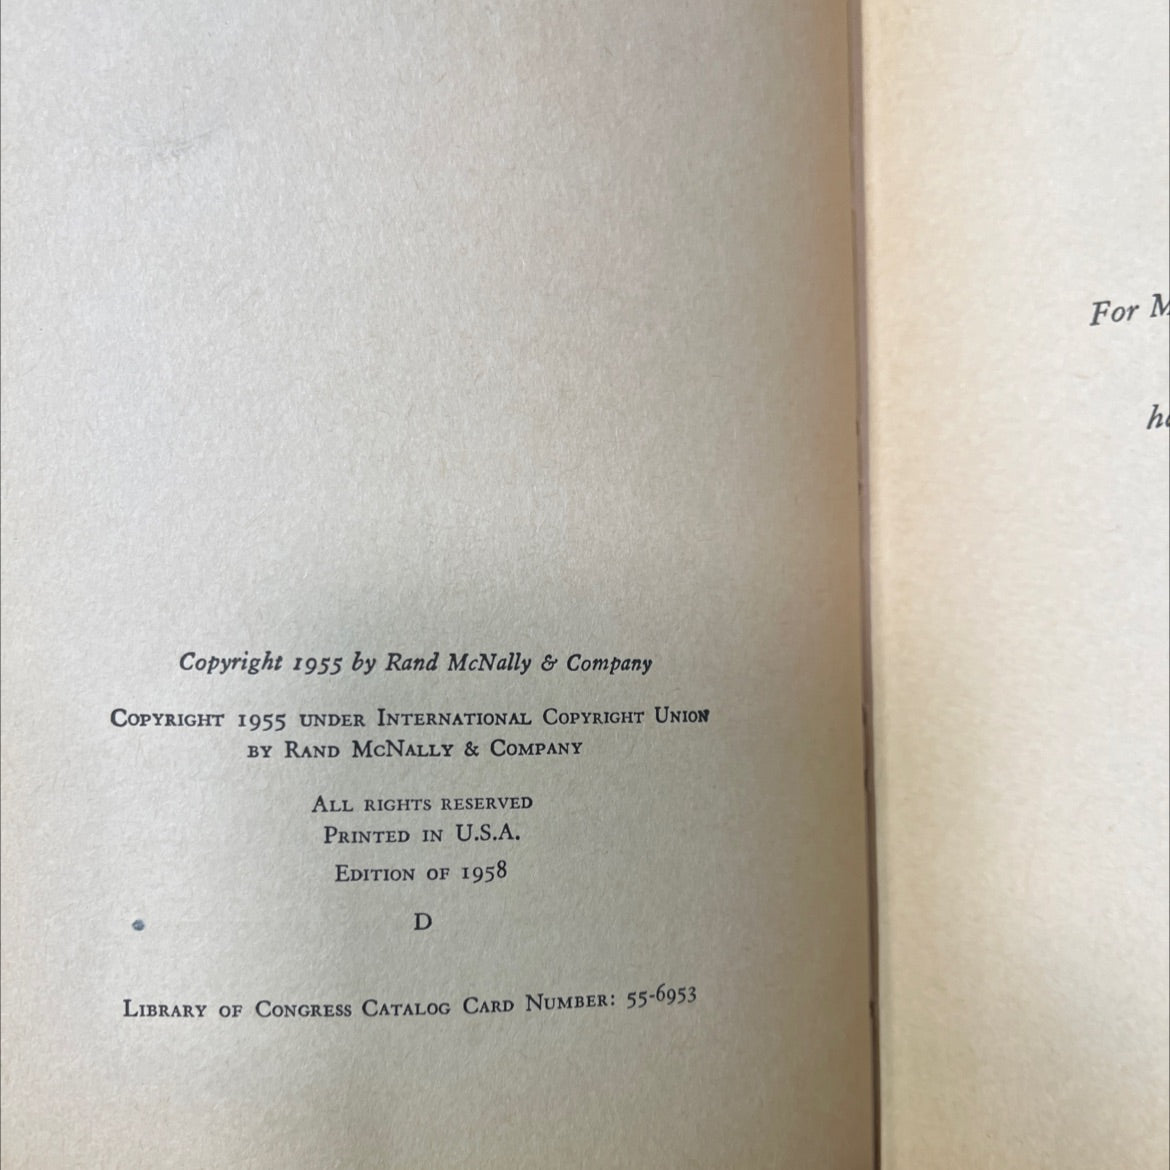 Copyright 1955 by Rand McNally & Company
Copyright 1955 under International Copyright Union
by Rand McNally & Company
All rights reserved
Printed in U.S.A.
Edition of 1958
D
Library of Congress Catalog Card Number: 55-6953
For